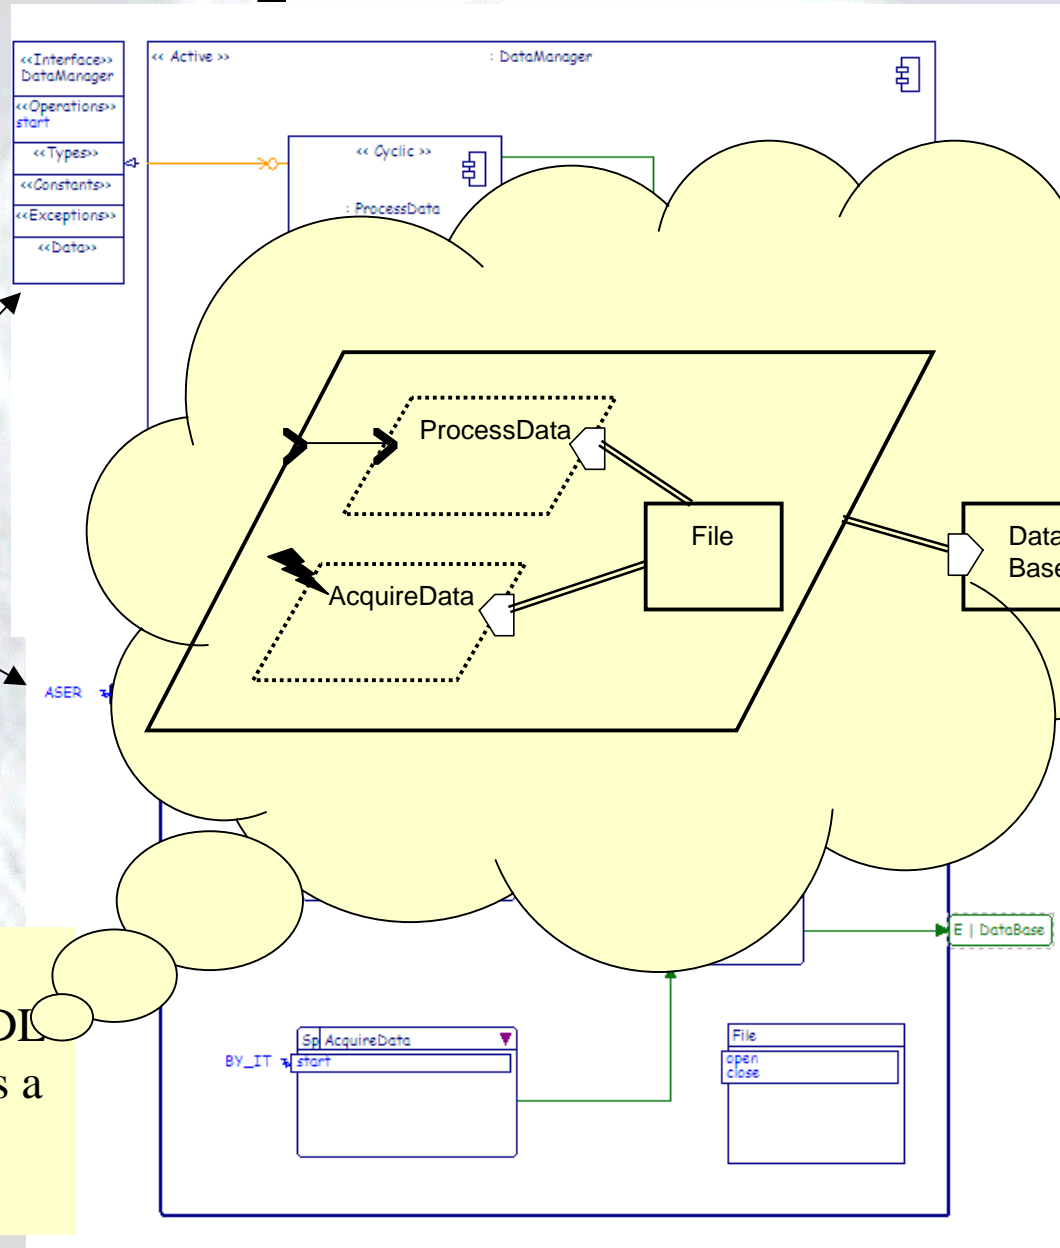 <<Interface>>
DataManager
<<Operations>>
start
<<Types>>
<<Constants>>
<<Exceptions>>
<<Data>>
<< Active >>
: DataManager
<< Cyclic >>
: ProcessData
ProcessData
File
Data
Base
AcquireData
ASER
E | DataBase
DL
s a
Sp AcquireData
BY_IT
start
File
open
close